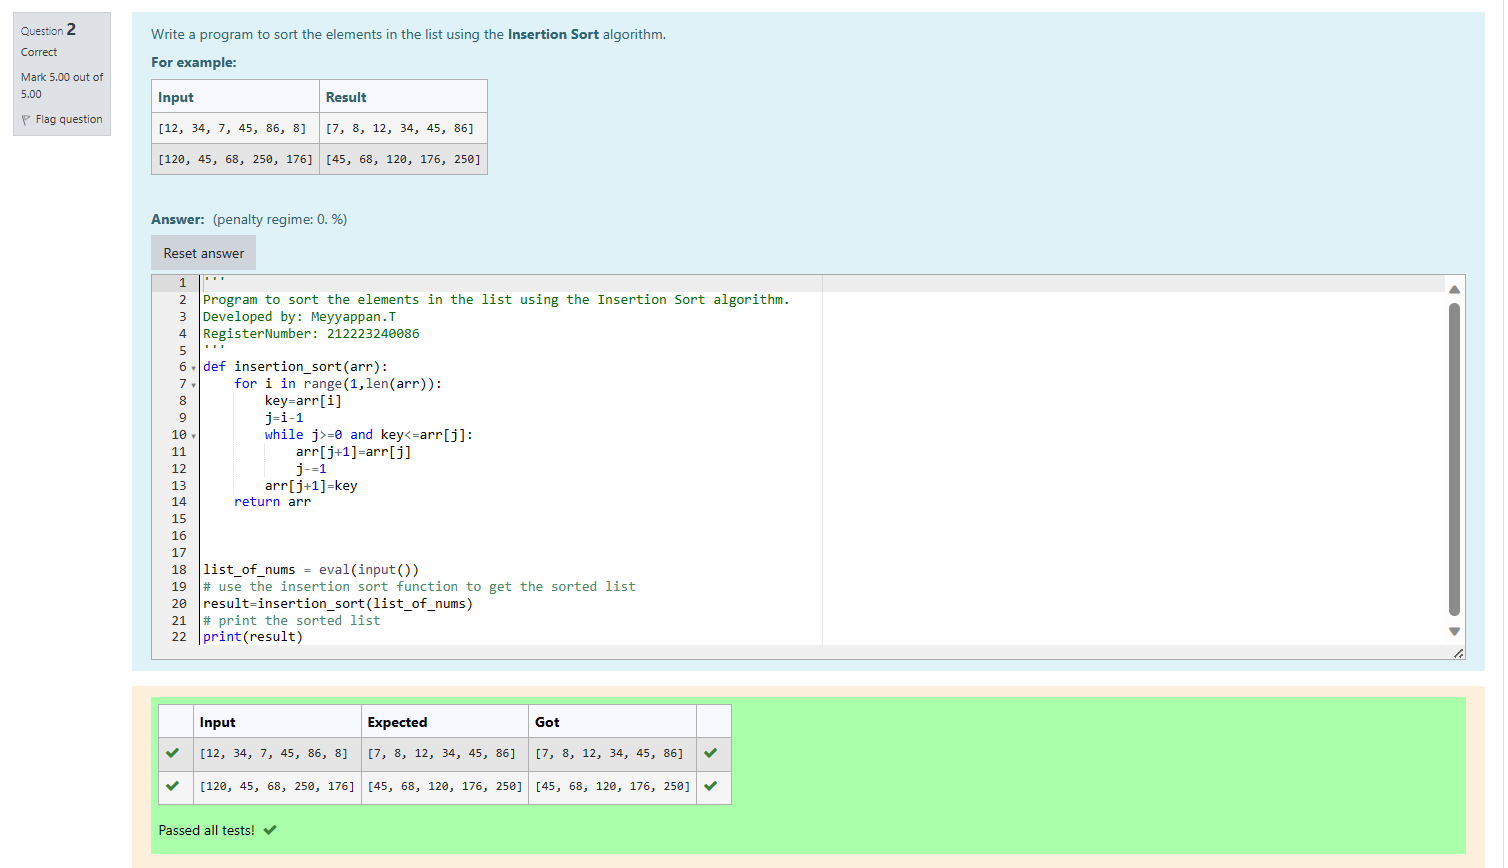 Question 2
Correct
Mark 5.00 out of
5.00
Flag question
Write a program to sort the elements in the list using the Insertion Sort algorithm.
For example:
Input Result
[12, 34, 7, 45, 86, 8] [7, 8, 12, 34, 45, 86]
[120, 45, 68, 250, 176] [45, 68, 120, 176, 250]
Answer: (penalty regime: 0. %)
Reset answer
1 '''
2 Program to sort the elements in the list using the Insertion Sort algorithm.
3 Developed by: Meyyappan.T
4 RegisterNumber: 212223240086
5 '''
6 def insertion_sort(arr):
7     for i in range(1,len(arr)):
8         key=arr[i]
9         j=i-1
10         while j>=0 and key<=arr[j]:
11             arr[j+1]=arr[j]
12             j-=1
13         arr[j+1]=key
14     return arr
15
16
17
18 list_of_nums = eval(input())
19 # use the insertion sort function to get the sorted list
20 result=insertion_sort(list_of_nums)
21 # print the sorted list
22 print(result)
Input Expected Got
[12, 34, 7, 45, 86, 8] [7, 8, 12, 34, 45, 86] [7, 8, 12, 34, 45, 86]
[120, 45, 68, 250, 176] [45, 68, 120, 176, 250] [45, 68, 120, 176, 250]
Passed all tests!